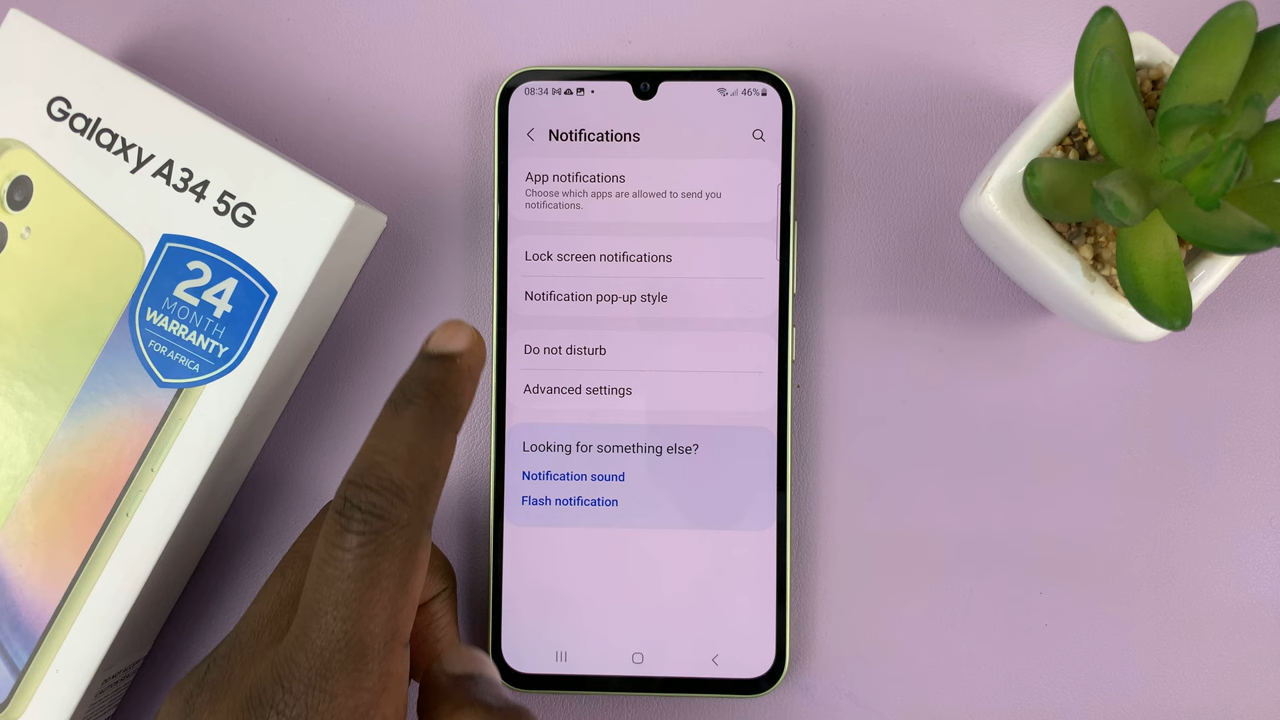 Galaxy A34 5G
24
MONTH
WARRANTY
FOR AFRICA
08:34
46%
Notifications
App notifications
Choose which apps are allowed to send you
notifications.
Lock screen notifications
Notification pop-up style
Do not disturb
Advanced settings
Looking for something else?
Notification sound
Flash notification